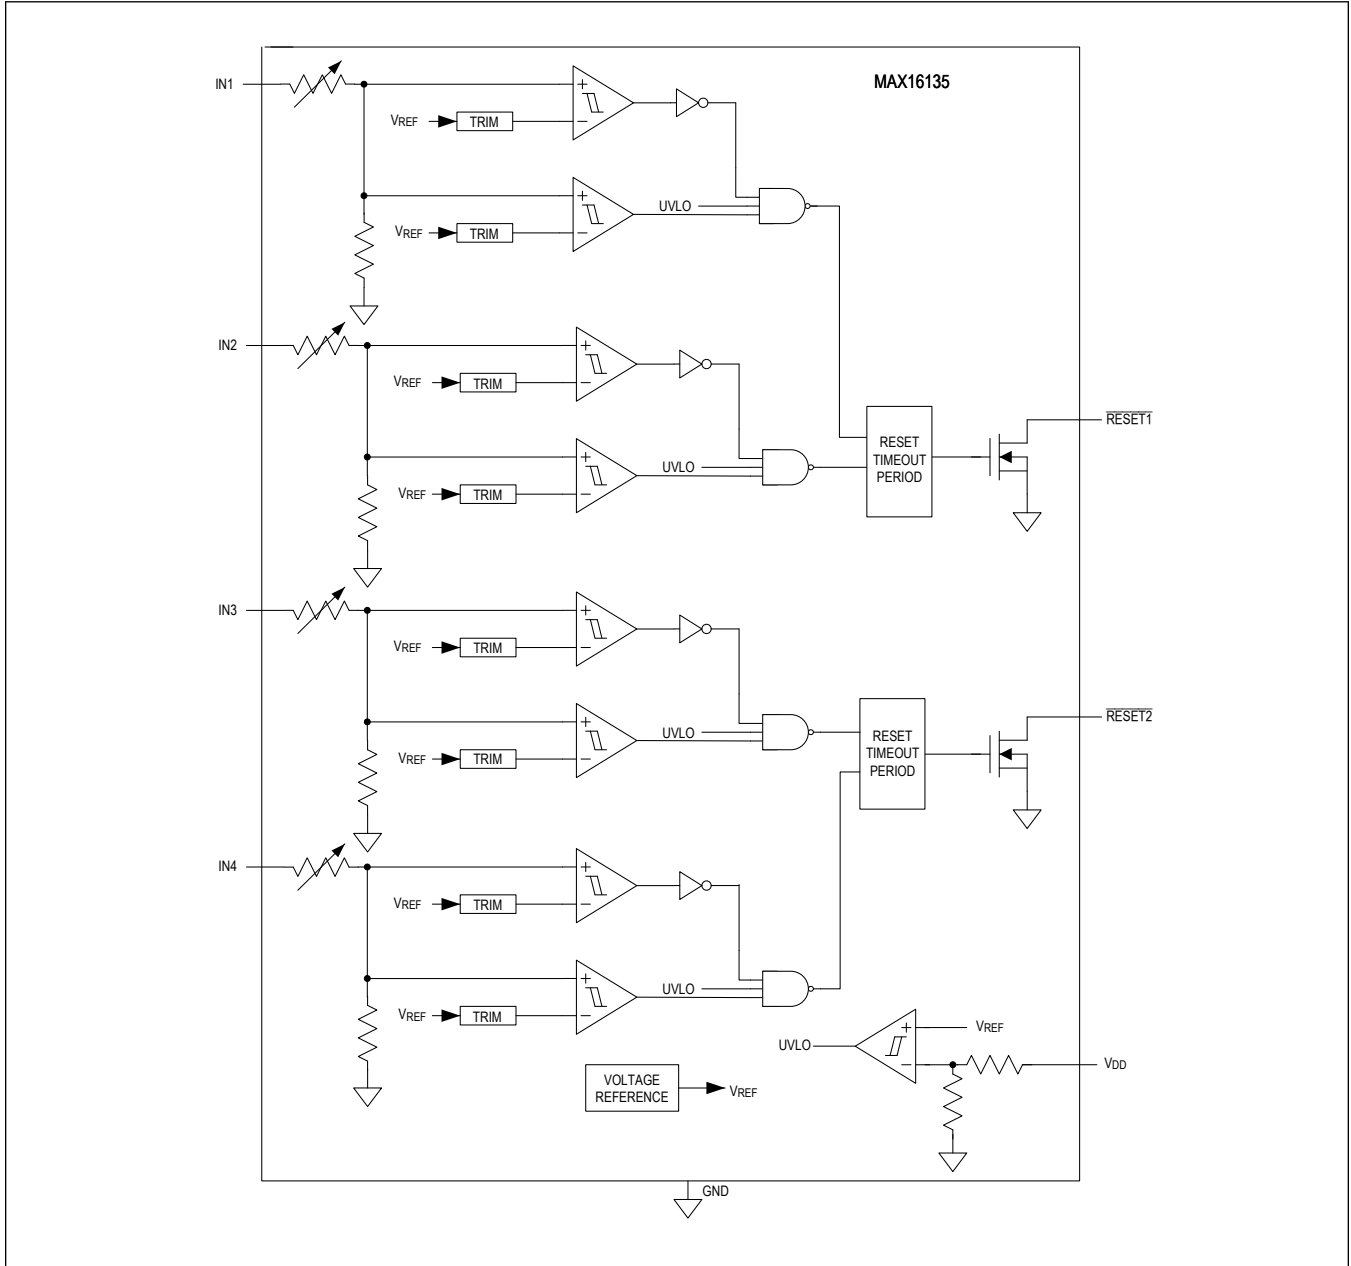 MAX16135
IN1
VREF
TRIM
UVLO
VREF
TRIM
IN2
VREF
TRIM
UVLO
VREF
TRIM
RESET
TIMEOUT
PERIOD
RESET1
IN3
VREF
TRIM
UVLO
VREF
TRIM
RESET
TIMEOUT
PERIOD
RESET2
IN4
VREF
TRIM
UVLO
VREF
TRIM
UVLO
VREF
VDD
VOLTAGE
REFERENCE
VREF
GND